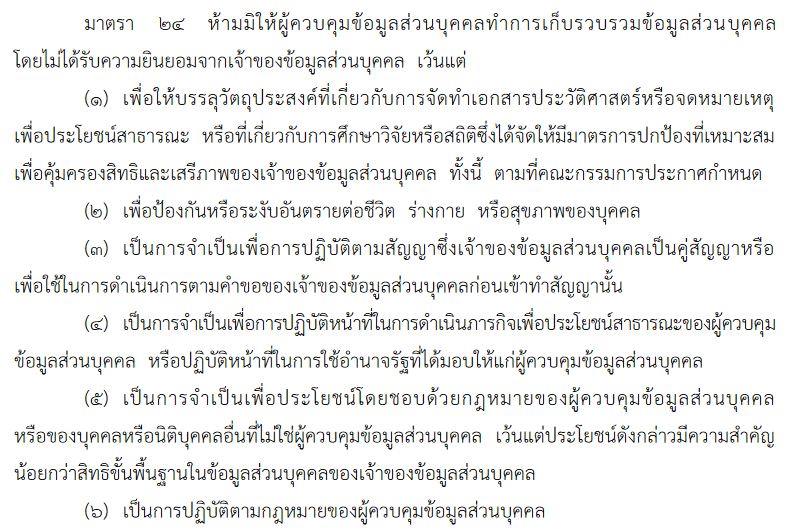 มาตรา ๒๔ ห้ามมิให้ผู้ควบคุมข้อมูลส่วนบุคคลทำการเก็บรวบรวมข้อมูลส่วนบุคคล
โดยไม่ได้รับความยินยอมจากเจ้าของข้อมูลส่วนบุคคล เว้นแต่
(๑) เพื่อให้บรรลุวัตถุประสงค์ที่เกี่ยวกับการจัดทำเอกสารประวัติศาสตร์หรือจดหมายเหตุ
เพื่อประโยชน์สาธารณะ หรือที่เกี่ยวกับการศึกษาวิจัยหรือสถิติซึ่งได้จัดให้มีมาตรการปกป้องที่เหมาะสม
เพื่อคุ้มครองสิทธิและเสรีภาพของเจ้าของข้อมูลส่วนบุคคล ทั้งนี้ ตามที่คณะกรรมการประกาศกำหนด
(๒) เพื่อป้องกันหรือระงับอันตรายต่อชีวิต ร่างกาย หรือสุขภาพของบุคคล
(๓) เป็นการจำเป็นเพื่อการปฏิบัติตามสัญญาซึ่งเจ้าของข้อมูลส่วนบุคคลเป็นคู่สัญญาหรือ
เพื่อใช้ในการดำเนินการตามคำขอของเจ้าของข้อมูลส่วนบุคคลก่อนเข้าทำสัญญานั้น
(๔) เป็นการจำเป็นเพื่อการปฏิบัติหน้าที่ในการดำเนินภารกิจเพื่อประโยชน์สาธารณะของผู้ควบคุม
ข้อมูลส่วนบุคคล หรือปฏิบัติหน้าที่ในการใช้อำนาจรัฐที่ได้มอบให้แก่ผู้ควบคุมข้อมูลส่วนบุคคล
(๕) เป็นการจำเป็นเพื่อประโยชน์โดยชอบด้วยกฎหมายของผู้ควบคุมข้อมูลส่วนบุคคล
หรือของบุคคลหรือนิติบุคคลอื่นที่ไม่ใช่ผู้ควบคุมข้อมูลส่วนบุคคล เว้นแต่ประโยชน์ดังกล่าวมีความสำคัญ
น้อยกว่าสิทธิขั้นพื้นฐานในข้อมูลส่วนบุคคลของเจ้าของข้อมูลส่วนบุคคล
(๖) เป็นการปฏิบัติตามกฎหมายของผู้ควบคุมข้อมูลส่วนบุคคล